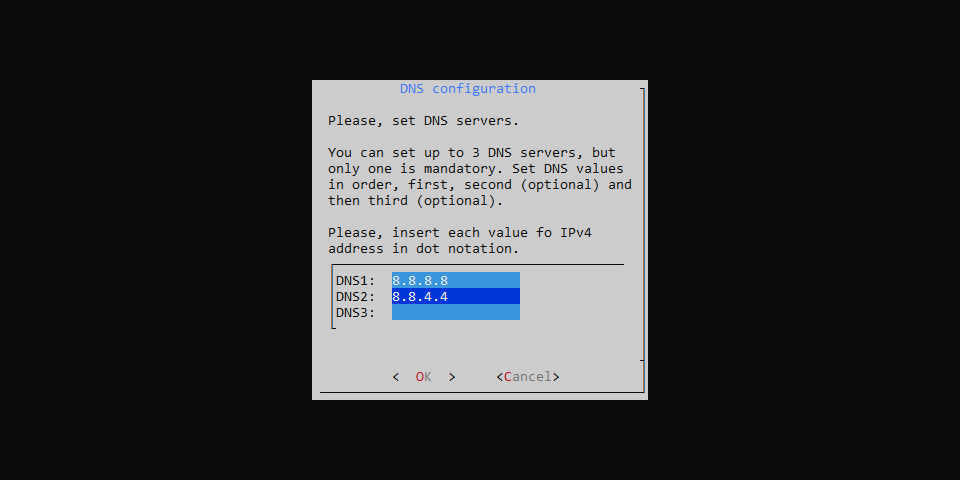 DNS configuration
Please, set DNS servers.
You can set up to 3 DNS servers, but
only one is mandatory. Set DNS values
in order, first, second (optional) and
then third (optional).
Please, insert each value fo IPv4
address in dot notation.
DNS1: 8.8.8.8
DNS2: 8.8.4.4
DNS3:
< OK > <Cancel>